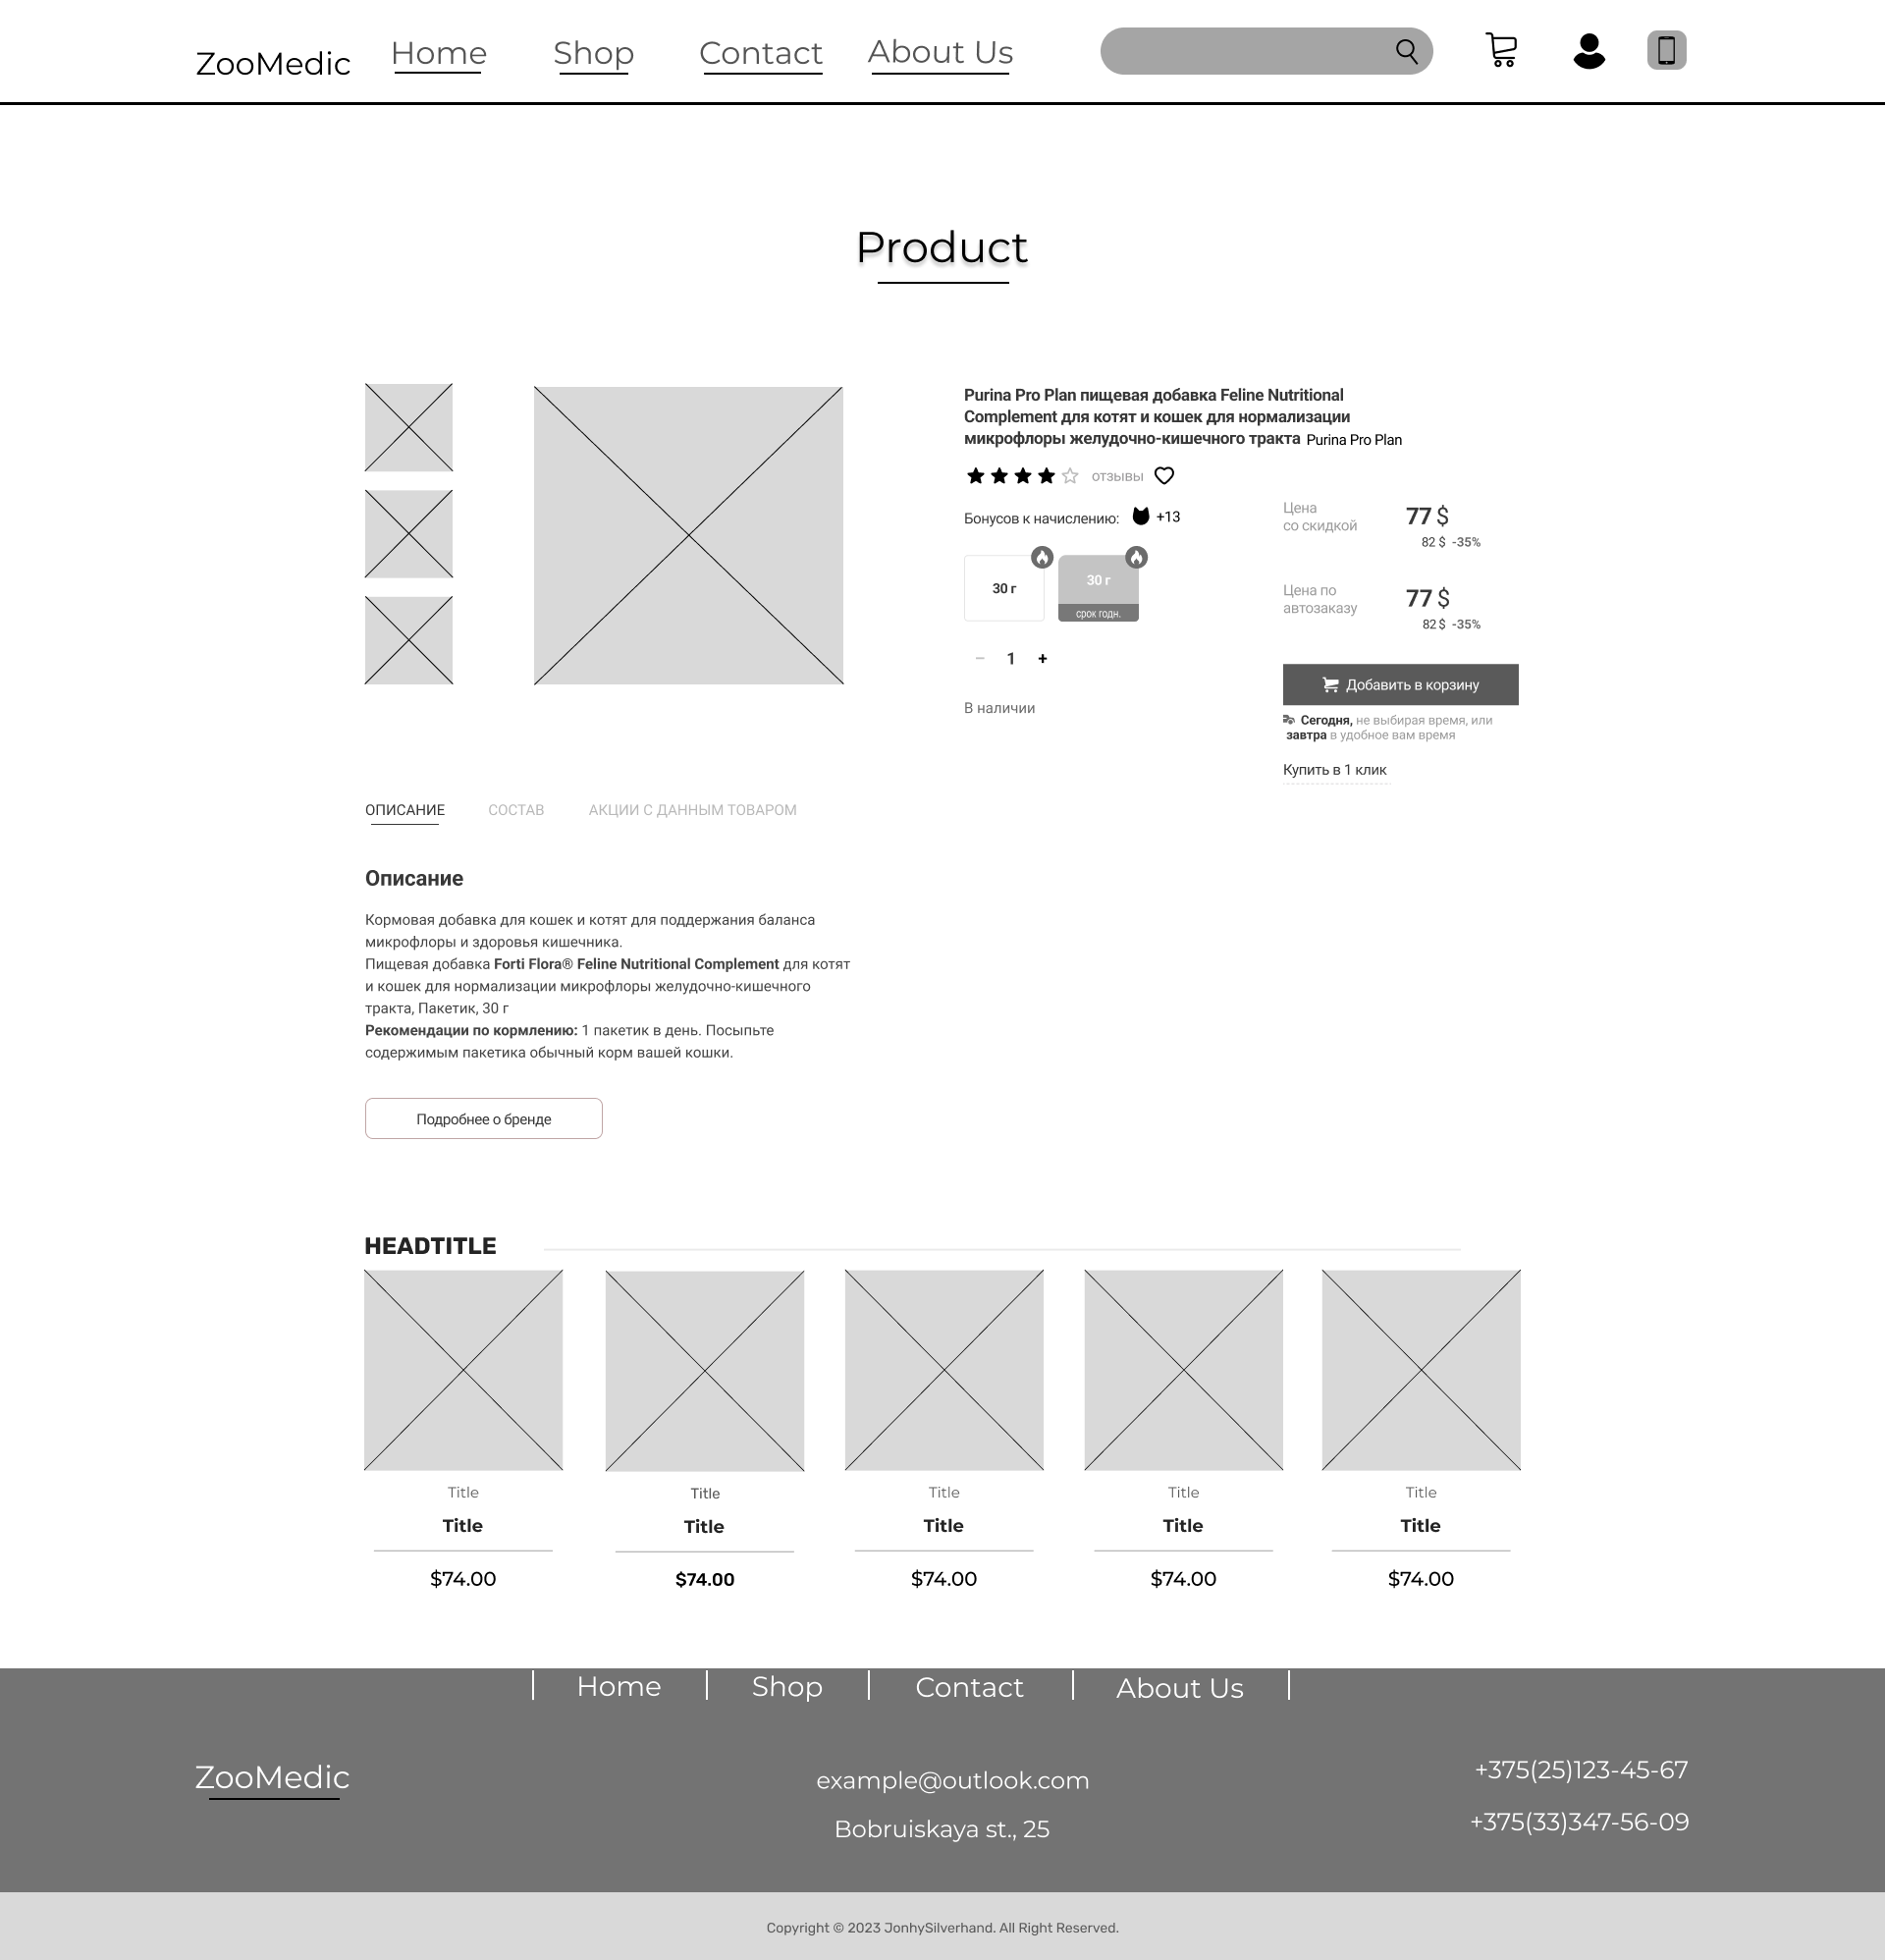 ZooMedic
Home
Shop
Contact
About Us
Product
Purina Pro Plan пищевая добавка Feline Nutritional
Complement для котят и кошек для нормализации
микрофлоры желудочно-кишечного тракта Purina Pro Plan
отзывы
Бонусов к начислению: +13
30 г
30 г
срок годн.
– 1 +
В наличии
Цена
со скидкой
77 $
82 $ -35%
Цена по
автозаказу
77 $
82 $ -35%
Добавить в корзину
Сегодня, не выбирая время, или
завтра в удобное вам время
Купить в 1 клик
ОПИСАНИЕ
СОСТАВ
АКЦИИ С ДАННЫМ ТОВАРОМ
Описание
Кормовая добавка для кошек и котят для поддержания баланса
микрофлоры и здоровья кишечника.
Пищевая добавка Forti Flora® Feline Nutritional Complement для котят
и кошек для нормализации микрофлоры желудочно-кишечного
тракта, Пакетик, 30 г
Рекомендации по кормлению: 1 пакетик в день. Посыпьте
содержимым пакетика обычный корм вашей кошки.
Подробнее о бренде
HEADTITLE
Title
Title
$74.00
Title
Title
$74.00
Title
Title
$74.00
Title
Title
$74.00
Title
Title
$74.00
Home
Shop
Contact
About Us
ZooMedic
example@outlook.com
Bobruiskaya st., 25
+375(25)123-45-67
+375(33)347-56-09
Copyright © 2023 JonhySilverhand. All Right Reserved.